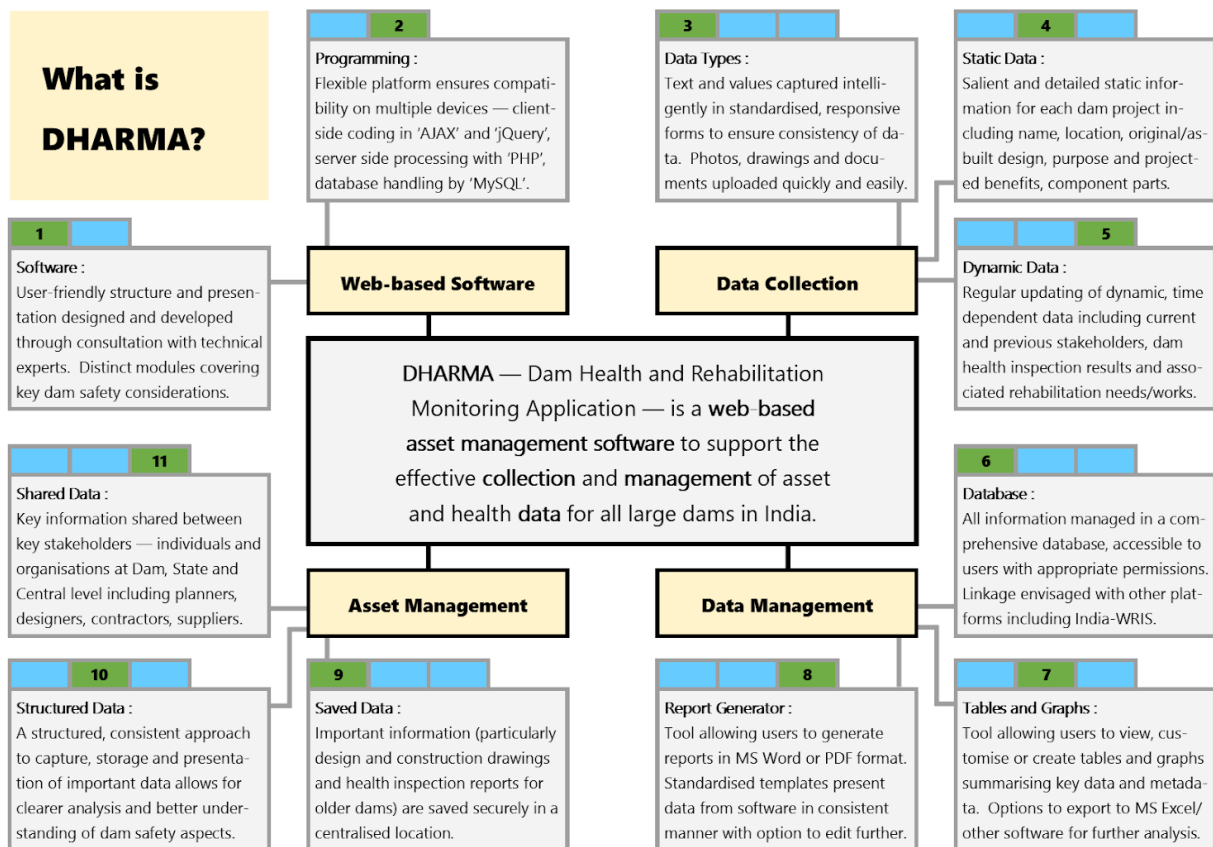 What is
DHARMA?
1
Software :
User-friendly structure and presen-
tation designed and developed
through consultation with technical
experts.  Distinct modules covering
key dam safety considerations.
2
Programming :
Flexible platform ensures compati-
bility on multiple devices — client-
side coding in ‘AJAX’ and ‘jQuery’,
server side processing with ‘PHP’,
database handling by ‘MySQL’.
Web-based Software
3
Data Types :
Text and values captured intelli-
gently in standardised, responsive
forms to ensure consistency of da-
ta.  Photos, drawings and docu-
ments uploaded quickly and easily.
Data Collection
4
Static Data :
Salient and detailed static infor-
mation for each dam project in-
cluding name, location, original/as-
built design, purpose and project-
ed benefits, component parts.
5
Dynamic Data :
Regular updating of dynamic, time
dependent data including current
and previous stakeholders, dam
health inspection results and asso-
ciated rehabilitation needs/works.
DHARMA — Dam Health and Rehabilitation
Monitoring Application — is a web-based
asset management software to support the
effective collection and management of asset
and health data for all large dams in India.
6
Database :
All information managed in a com-
prehensive database, accessible to
users with appropriate permissions.
Linkage envisaged with other plat-
forms including India-WRIS.
Data Management
7
Tables and Graphs :
Tool allowing users to view, cus-
tomise or create tables and graphs
summarising key data and metada-
ta.  Options to export to MS Excel/
other software for further analysis.
8
Report Generator :
Tool allowing users to generate
reports in MS Word or PDF format.
Standardised templates present
data from software in consistent
manner with option to edit further.
Asset Management
9
Saved Data :
Important information (particularly
design and construction drawings
and health inspection reports for
older dams) are saved securely in a
centralised location.
10
Structured Data :
A structured, consistent approach
to capture, storage and presenta-
tion of important data allows for
clearer analysis and better under-
standing of dam safety aspects.
11
Shared Data :
Key information shared between
key stakeholders — individuals and
organisations at Dam, State and
Central level including planners,
designers, contractors, suppliers.